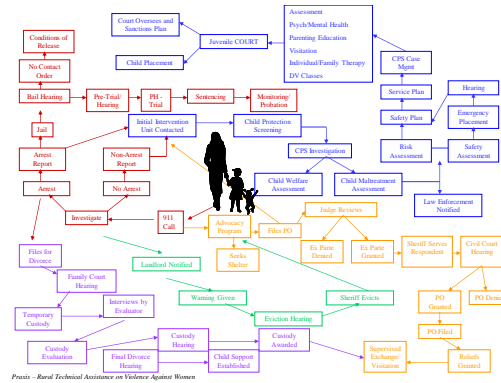 Assessment
Psych/Mental Health
Parenting Education
Visitation
Individual/Family Therapy
DV Classes
Court Oversees and
Sanctions Plan
Juvenile COURT
Child Placement
Conditions of
Release
No Contact
Order
Bail Hearing
Pre-Trial/
Hearing
PH -
Trial
Sentencing
Monitoring/
Probation
CPS Case
Mgmt
Service Plan
Safety Plan
Hearing
Emergency
Placement
Jail
Initial Intervention
Unit Contacted
Child Protection
Screening
Arrest
Report
Non-Arrest
Report
CPS Investigation
Risk
Assessment
Safety
Assessment
Arrest
No Arrest
Child Welfare
Assessment
Child Maltreatment
Assessment
Law Enforcement
Notified
Investigate
911
Call
Advocacy
Program
Files PO
Judge Reviews
Seeks
Shelter
Ex Parte
Denied
Ex Parte
Granted
Sheriff Serves
Respondent
Civil Court
Hearing
Files for
Divorce
Landlord Notified
Family Court
Hearing
Warning Given
Sheriff Evicts
PO
Granted
PO Denied
Temporary
Custody
Interviews by
Evaluator
Eviction Hearing
PO Filed
Custody
Evaluation
Custody
Hearing
Custody
Awarded
Final Divorce
Hearing
Child Support
Established
Supervised
Exchange/
Visitation
Reliefs
Granted
Praxis – Rural Technical Assistance on Violence Against Women